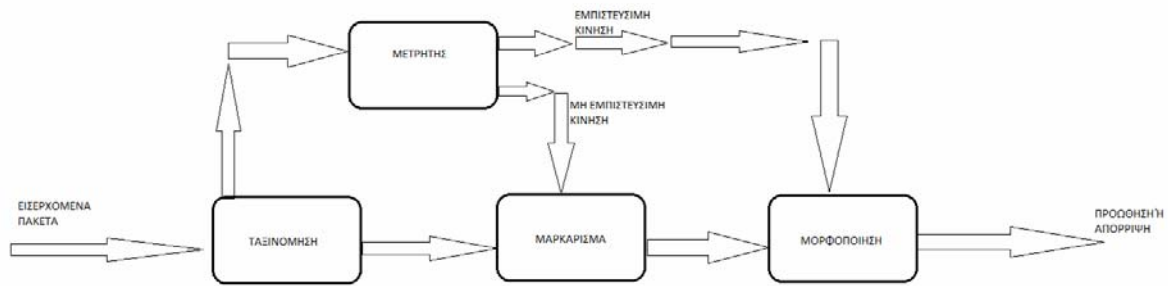 ΕΜΠΙΣΤΕΥΣΙΜΗ
ΚΙΝΗΣΗ
ΜΕΤΡΗΤΗΣ
ΜΗ ΕΜΠΙΣΤΕΥΣΙΜΗ
ΚΙΝΗΣΗ
ΕΙΣΕΡΧΟΜΕΝΑ
ΠΑΚΕΤΑ
ΤΑΞΙΝΟΜΗΣΗ
ΜΑΡΚΑΡΙΣΜΑ
ΜΟΡΦΟΠΟΙΗΣΗ
ΠΡΟΩΘΗΣΗ Ή
ΑΠΟΡΡΙΨΗ